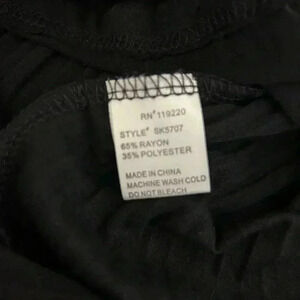 RN# 119220
STYLE# SK5707
65% RAYON
35% POLYESTER
MADE IN CHINA
MACHINE WASH COLD
DO NOT BLEACH